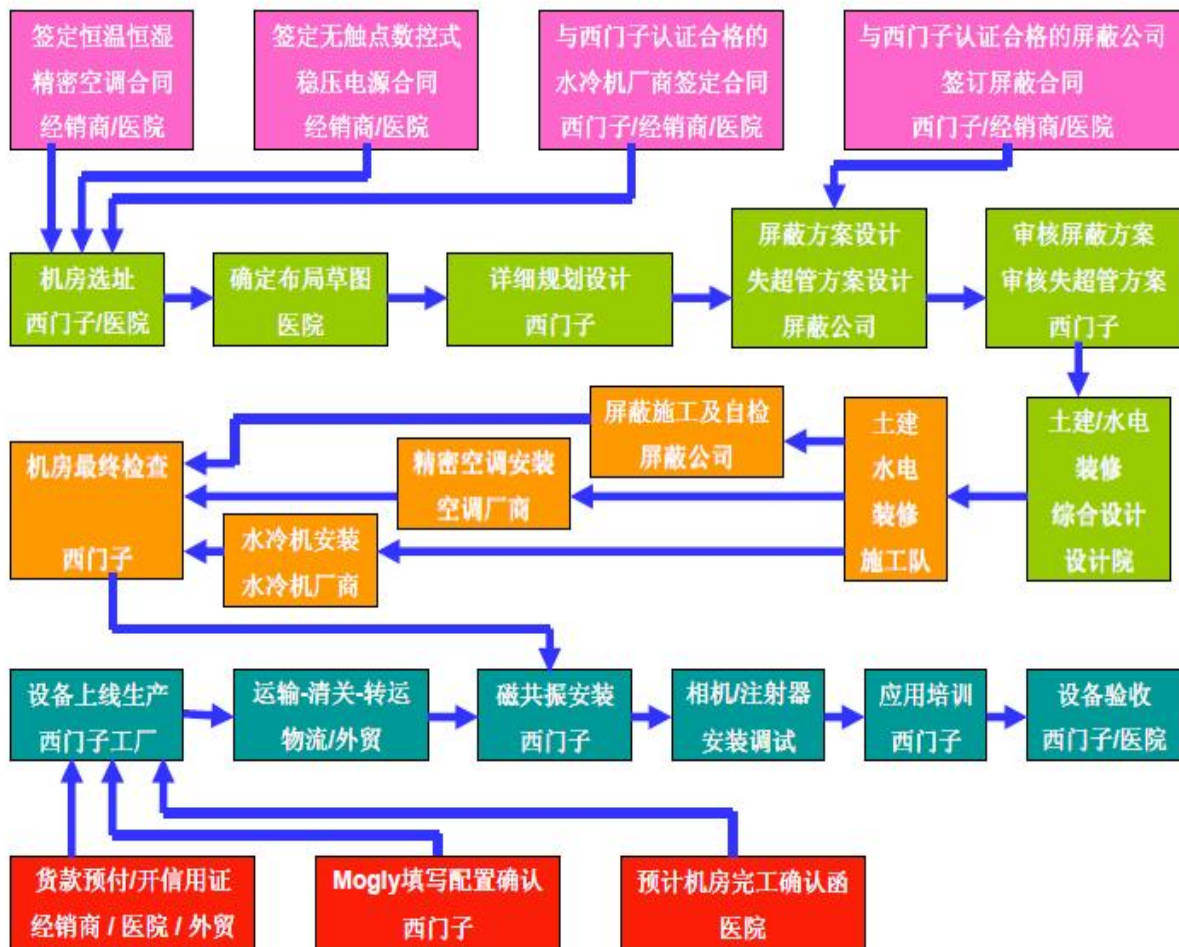 签定恒温恒湿
精密空调合同
经销商/医院
签定无触点数控式
稳压电源合同
经销商/医院
与西门子认证合格的
水冷机厂商签定合同
西门子/经销商/医院
与西门子认证合格的屏蔽公司
签订屏蔽合同
西门子/经销商/医院
机房选址
西门子/医院
确定布局草图
医院
详细规划设计
西门子
屏蔽方案设计
失超管方案设计
屏蔽公司
审核屏蔽方案
审核失超管方案
西门子
土建/水电
装修
综合设计
设计院
土建
水电
装修
施工队
屏蔽施工及自检
屏蔽公司
精密空调安装
空调厂商
水冷机安装
水冷机厂商
机房最终检查
西门子
设备上线生产
西门子工厂
运输-清关-转运
物流/外贸
磁共振安装
西门子
相机/注射器
安装调试
应用培训
西门子
设备验收
西门子/医院
货款预付/开信用证
经销商 / 医院 / 外贸
Mogly填写配置确认
西门子
预计机房完工确认函
医院